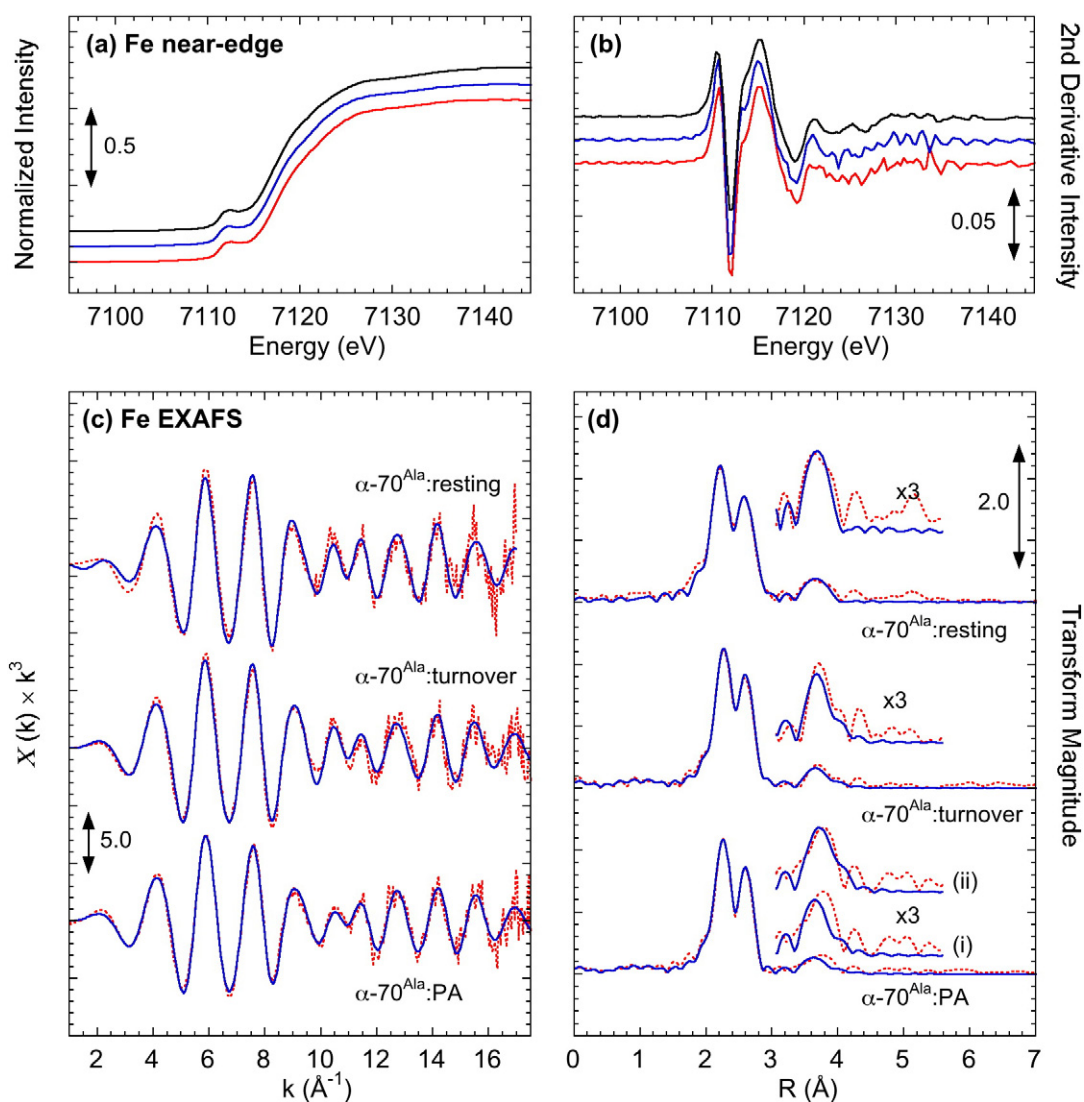 (a) Fe near-edge
Normalized Intensity
0.5
7100 7110 7120 7130 7140
Energy (eV)
(b)
2nd Derivative Intensity
0.05
7100 7110 7120 7130 7140
Energy (eV)
(c) Fe EXAFS
α-70Ala:resting
α-70Ala:turnover
5.0
α-70Ala:PA
X (k) × k3
2 4 6 8 10 12 14 16
k (Å-1)
(d)
2.0
x3
α-70Ala:resting
x3
α-70Ala:turnover
(ii)
x3
(i)
α-70Ala:PA
Transform Magnitude
0 1 2 3 4 5 6 7
R (Å)